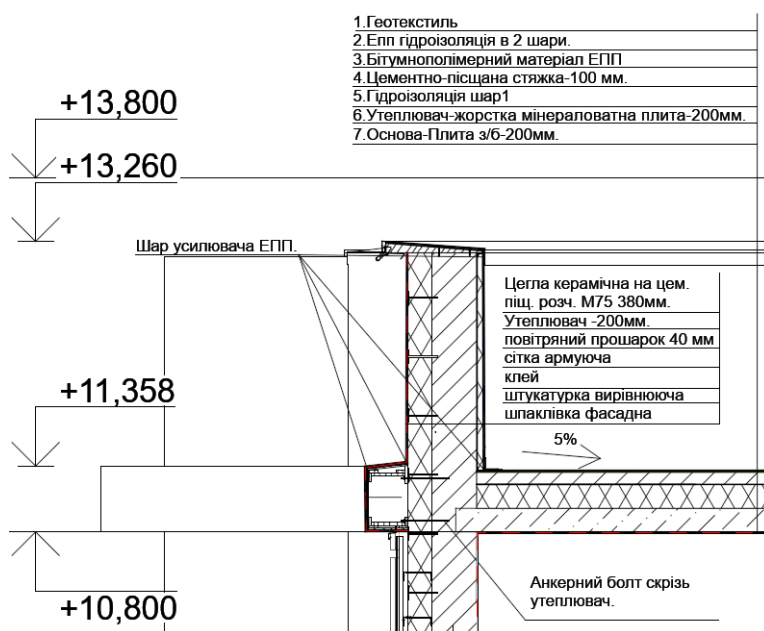 1.Геотекстиль
2.Епп гідроізоляція в 2 шари.
3.Бітумнополімерний матеріал ЕПП
4.Цементно-пісщана стяжка-100 мм.
5.Гідроізоляція шар1
6.Утеплювач-жорстка мінераловатна плита-200мм.
7.Основа-Плита з/б-200мм.
+13,800
+13,260
Шар усилювача ЕПП.
Цегла керамічна на цем.
піщ. розч. М75 380мм.
Утеплювач -200мм.
повітряний прошарок 40 мм
сітка армуюча
клей
штукатурка вирівнююча
шпаклівка фасадна
+11,358
5%
Анкерний болт скрізь
утеплювач.
+10,800